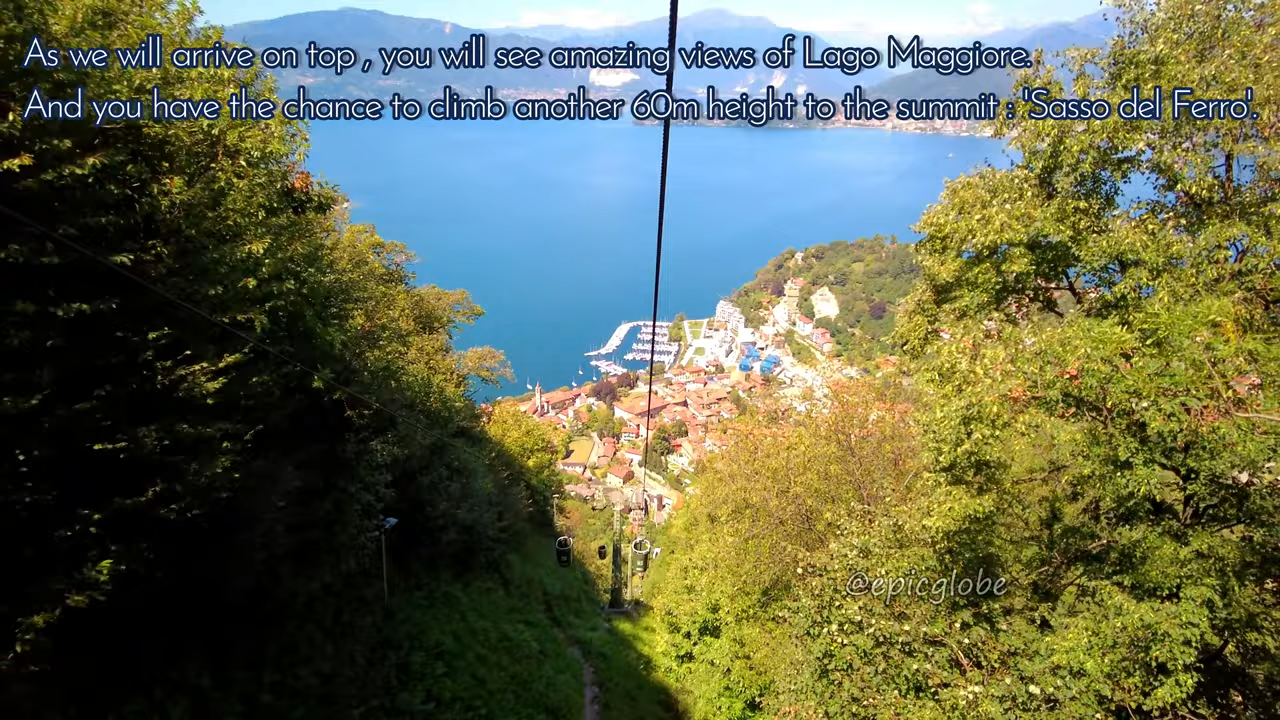 As we will arrive on top , you will see amazing views of Lago Maggiore.
And you have the chance to climb another 60m height to the summit : 'Sasso del Ferro'.
@epicglobe